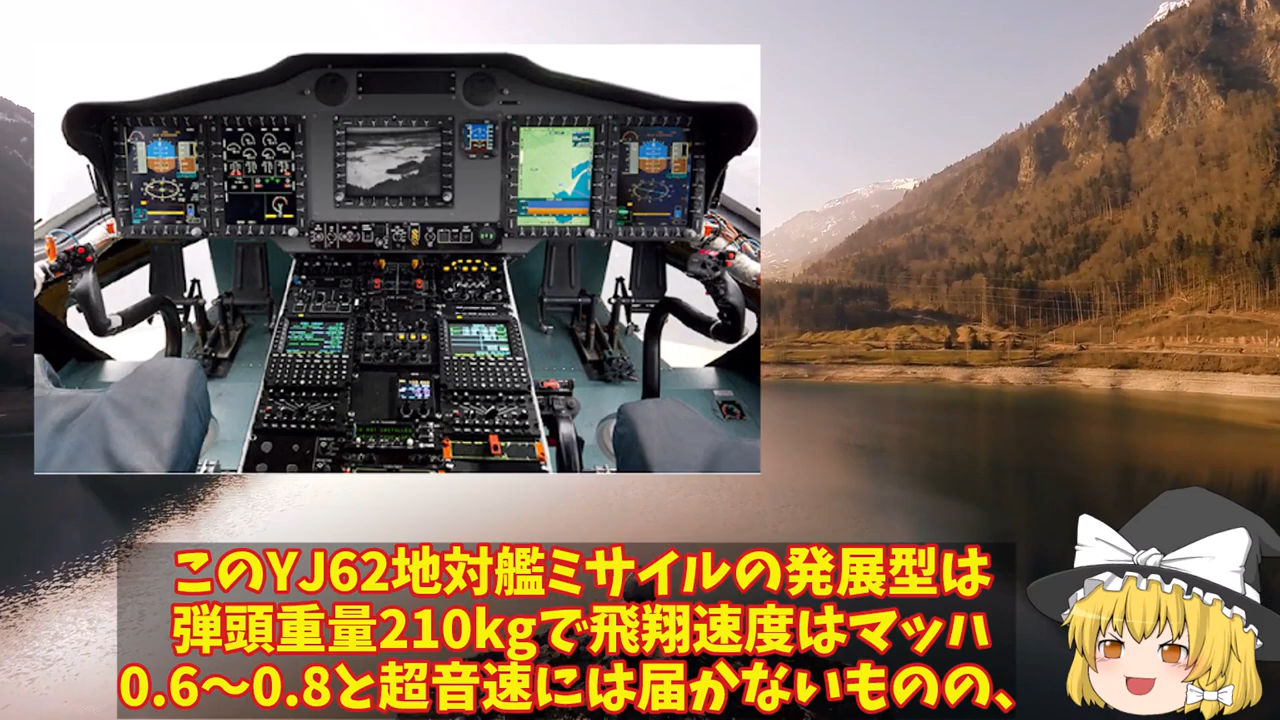 このYJ62地対艦ミサイルの発展型は
弾頭重量210kgで飛翔速度はマッハ
0.6～0.8と超音速には届かないものの、